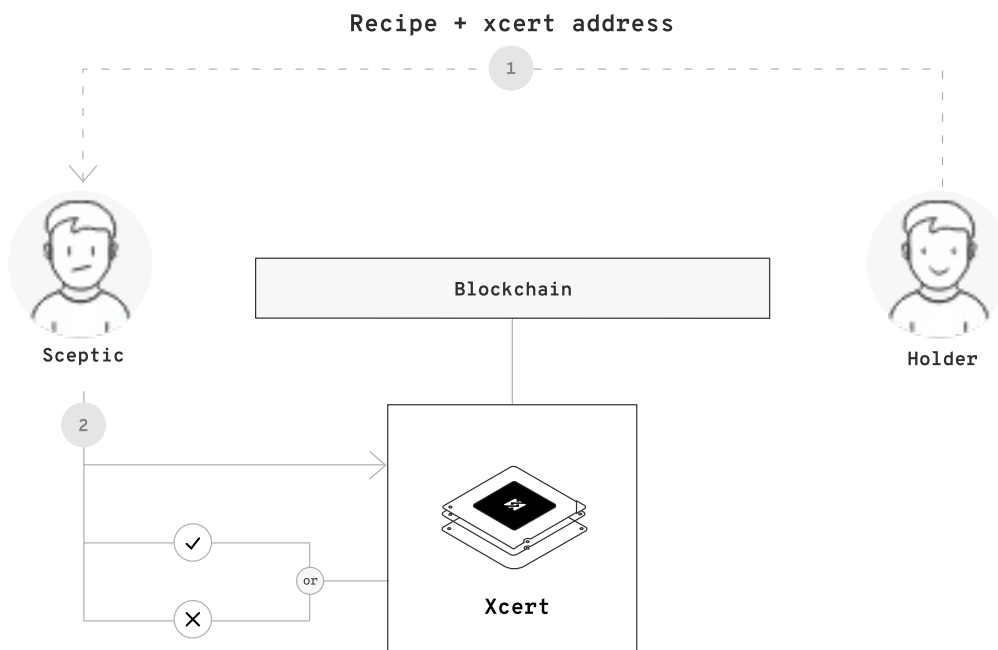 Recipe + xcert address
1
Blockchain
Sceptic
Holder
2
or
Xcert